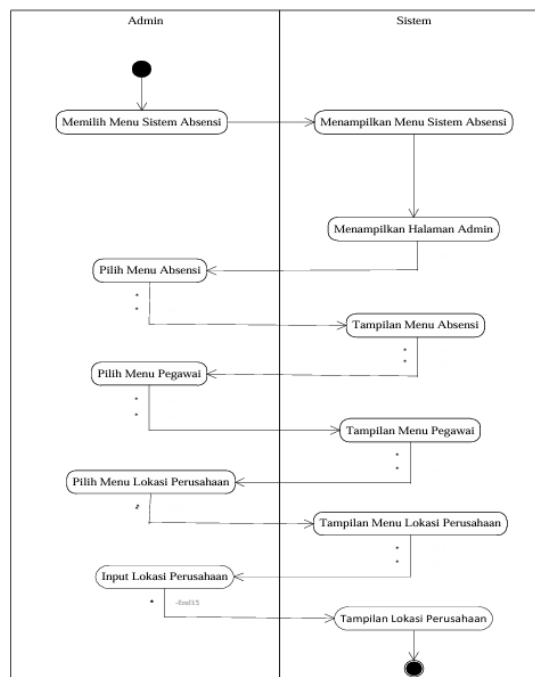 Admin
Sistem
Memilih Menu Sistem Absensi
Menampilkan Menu Sistem Absensi
Menampilkan Halaman Admin
Pilih Menu Absensi
Tampilan Menu Absensi
Pilih Menu Pegawai
Tampilan Menu Pegawai
Pilih Menu Lokasi Perusahaan
Tampilan Menu Lokasi Perusahaan
Input Lokasi Perusahaan
Tampilan Lokasi Perusahaan